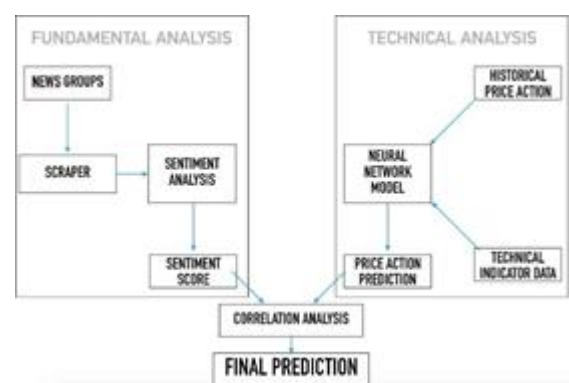 FUNDAMENTAL ANALYSIS
NEWS GROUPS
SCRAPER
SENTIMENT
ANALYSIS
SENTIMENT
SCORE
TECHNICAL ANALYSIS
HISTORICAL
PRICE ACTION
NEURAL
NETWORK
MODEL
PRICE ACTION
PREDICTION
TECHNICAL
INDICATOR DATA
CORRELATION ANALYSIS
FINAL PREDICTION